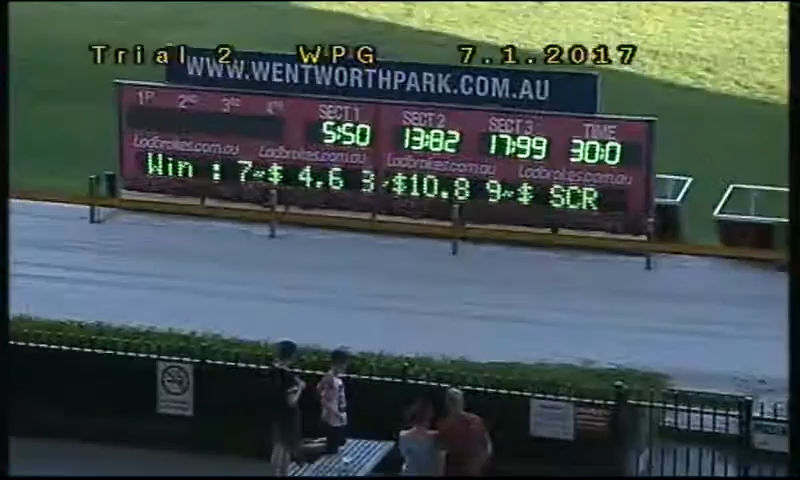 Trial 2 WPG 7.1.2017
WWW.WENTWORTHPARK.COM.AU
1ST 2ND 3RD 4TH SECT 1 SECT 2 SECT 3 TIME
5:50 13:82 17:99 30:0
Ladbrokes.com.au Ladbrokes.com.au Ladbrokes.com.au Ladbrokes.com.au
Win : 7~$ 4.6 3~$10.8 9~$ SCR